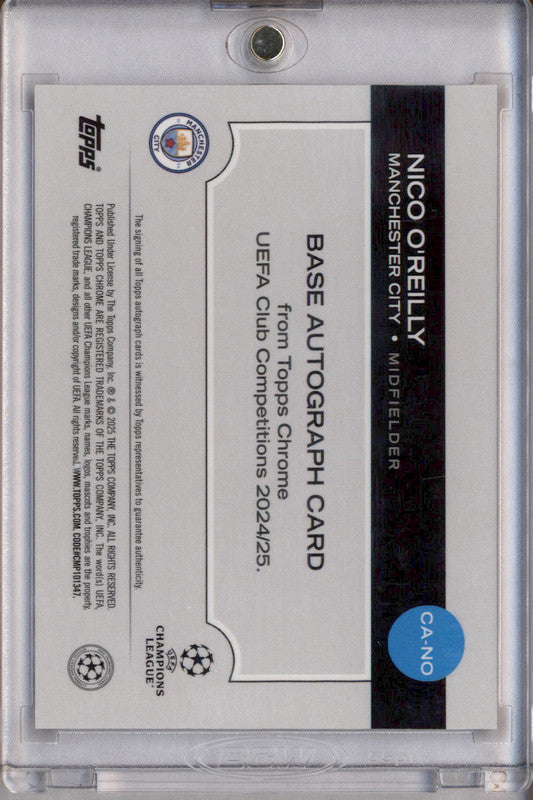 NICO O'REILLY
MANCHESTER CITY • MIDFIELDER
CA-NO
BASE AUTOGRAPH CARD
from Topps Chrome
UEFA Club Competitions 2024/25.
MANCHESTER
CITY
The signing of all Topps autograph cards is witnessed by Topps representatives to guarantee authenticity.
UEFA
CHAMPIONS
LEAGUE
topps
Published Under License by The Topps Company, Inc. ® & © 2025 THE TOPPS COMPANY, INC. ALL RIGHTS RESERVED.
TOPPS AND TOPPS CHROME ARE REGISTERED TRADEMARKS OF THE TOPPS COMPANY, INC. The word(s) UEFA,
CHAMPIONS LEAGUE, and all other UEFA Champions League marks, names, logos, mascots and trophies are the property,
registered trade marks, designs and/or copyright of UEFA. All rights reserved. WWW.TOPPS.COM. CODE#CMP101347.
BCW